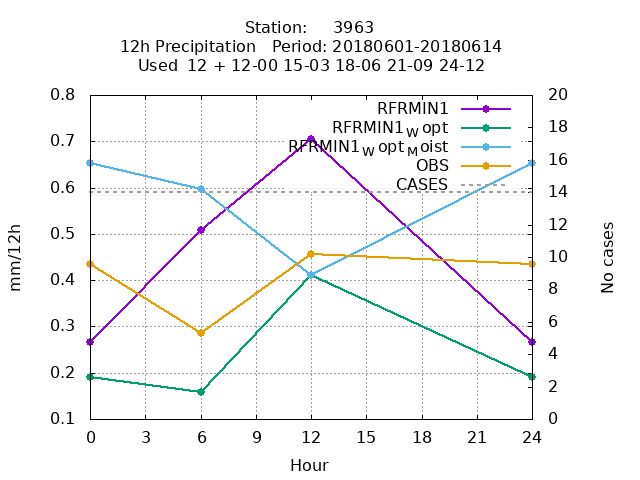 Station: 3963
12h Precipitation Period: 20180601-20180614
Used 12 + 12-00 15-03 18-06 21-09 24-12
0.8
0.7
0.6
0.5
0.4
0.3
0.2
0.1
mm/12h
RFRMIN1
RFRMIN1Wopt
RFRMIN1WoptMoist
OBS
CASES
20
18
16
14
12
10
8
6
4
2
0
No cases
0 3 6 9 12 15 18 21 24
Hour